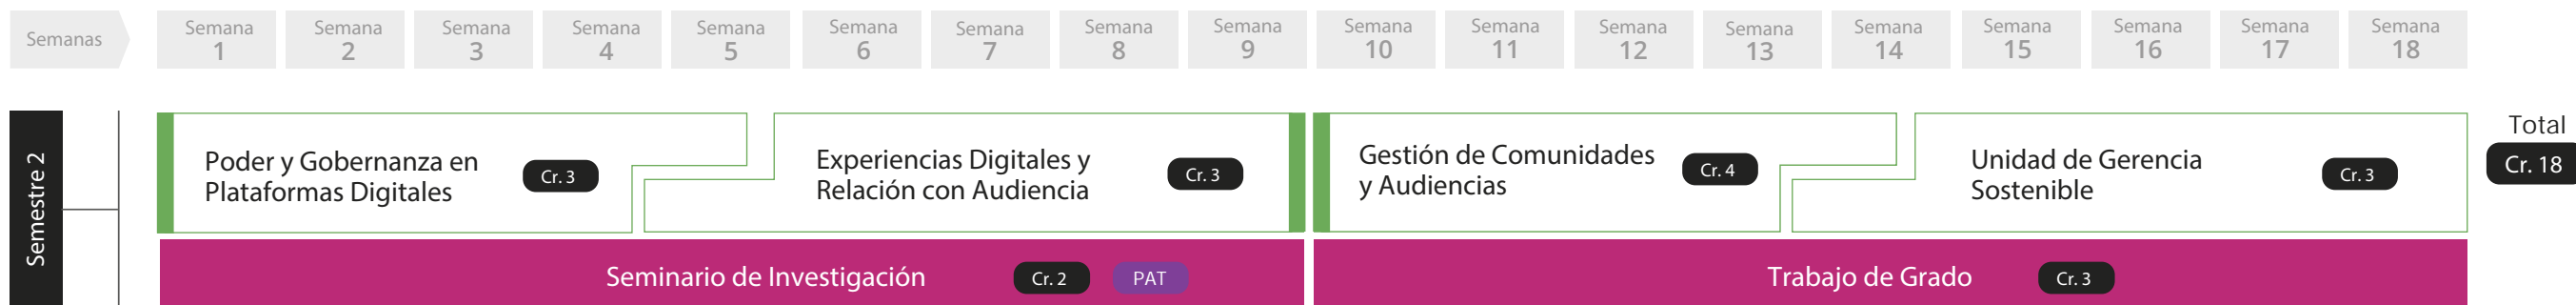 Semanas
Semana
1
Semana
2
Semana
3
Semana
4
Semana
5
Semana
6
Semana
7
Semana
8
Semana
9
Semana
10
Semana
11
Semana
12
Semana
13
Semana
14
Semana
15
Semana
16
Semana
17
Semana
18
Semestre 2
Poder y Gobernanza en
Plataformas Digitales
Cr. 3
Experiencias Digitales y
Relación con Audiencia
Cr. 3
Gestión de Comunidades
y Audiencias
Cr. 4
Unidad de Gerencia
Sostenible
Cr. 3
Total
Cr. 18
Seminario de Investigación
Cr. 2
PAT
Trabajo de Grado
Cr. 3